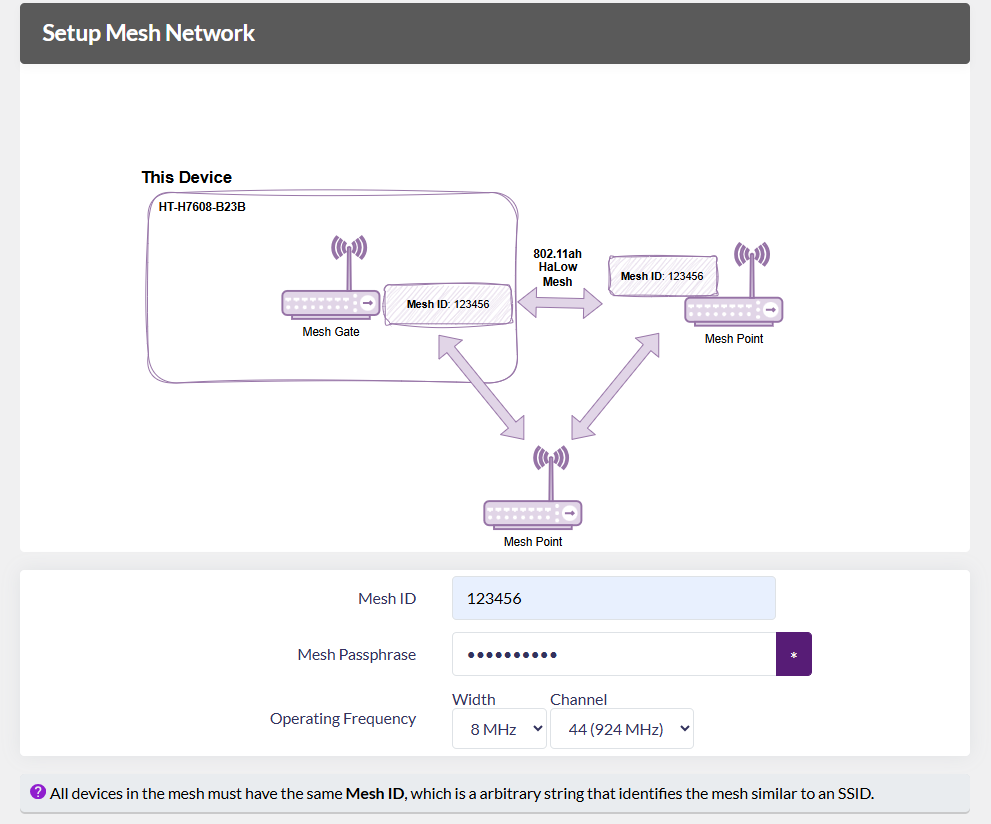 Setup Mesh Network
This Device
HT-H7608-B23B
802.11ah
HaLow
Mesh
Mesh ID: 123456
Mesh ID: 123456
Mesh Gate
Mesh Point
Mesh Point
Mesh ID
123456
Mesh Passphrase
••••••••••
*
Width
Channel
Operating Frequency
8 MHz
44 (924 MHz)
? All devices in the mesh must have the same Mesh ID, which is a arbitrary string that identifies the mesh similar to an SSID.